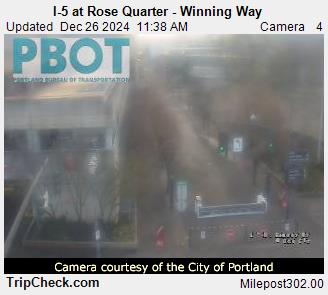 I-5 at Rose Quarter - Winning Way
Updated Dec 26 2024 11:38 AM Camera 4
PBOT
PORTLAND BUREAU OF TRANSPORTATION
Camera courtesy of the City of Portland
TripCheck.com Milepost302.00